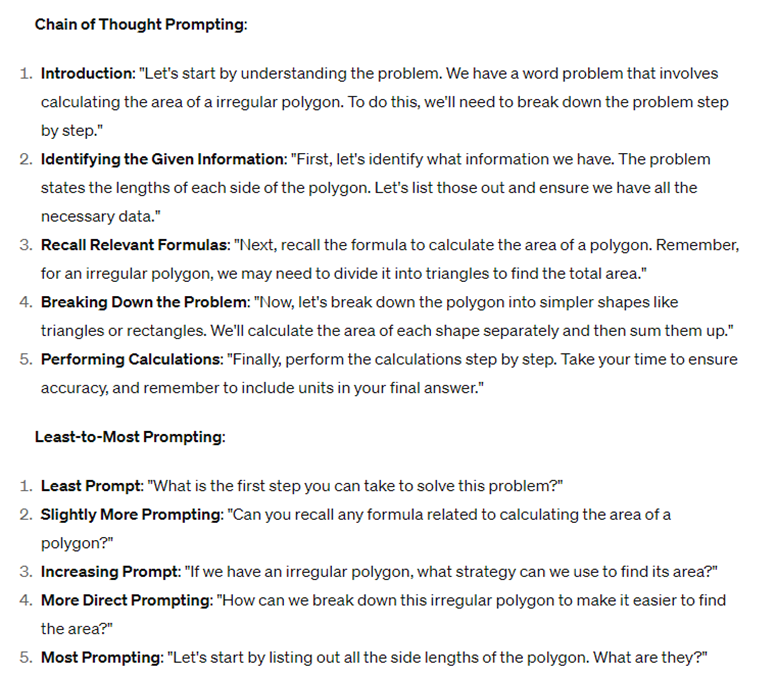 Chain of Thought Prompting:
1. Introduction: "Let's start by understanding the problem. We have a word problem that involves
calculating the area of a irregular polygon. To do this, we'll need to break down the problem step
by step."
2. Identifying the Given Information: "First, let's identify what information we have. The problem
states the lengths of each side of the polygon. Let's list those out and ensure we have all the
necessary data."
3. Recall Relevant Formulas: "Next, recall the formula to calculate the area of a polygon. Remember,
for an irregular polygon, we may need to divide it into triangles to find the total area."
4. Breaking Down the Problem: "Now, let's break down the polygon into simpler shapes like
triangles or rectangles. We'll calculate the area of each shape separately and then sum them up."
5. Performing Calculations: "Finally, perform the calculations step by step. Take your time to ensure
accuracy, and remember to include units in your final answer."
Least-to-Most Prompting:
1. Least Prompt: "What is the first step you can take to solve this problem?"
2. Slightly More Prompting: "Can you recall any formula related to calculating the area of a
polygon?"
3. Increasing Prompt: "If we have an irregular polygon, what strategy can we use to find its area?"
4. More Direct Prompting: "How can we break down this irregular polygon to make it easier to find
the area?"
5. Most Prompting: "Let's start by listing out all the side lengths of the polygon. What are they?"